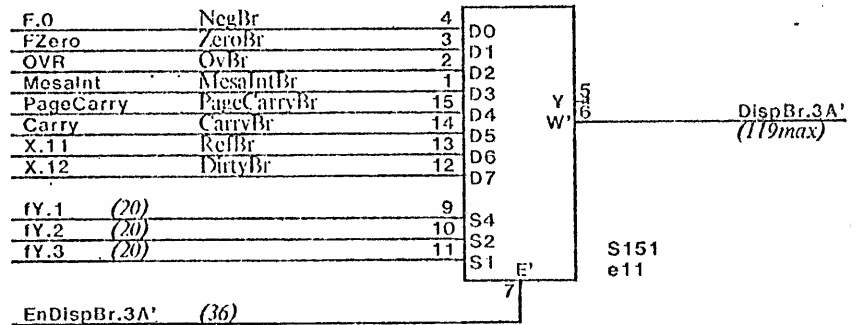 F.0 NegBr 4 D0
FZero ZeroBr 3 D1
OVR OvBr 2 D2
MesaInt MesaIntBr 1 D3
PageCarry PageCarryBr 15 D4
Carry CarryBr 14 D5
X.11 RefBr 13 D6
X.12 DirtyBr 12 D7
Y 5
W' 6 DispBr.3A'
(119max)
fY.1 (20) 9 S4
fY.2 (20) 10 S2
fY.3 (20) 11 S1
E'
7
S151
e11
EnDispBr.3A' (36)